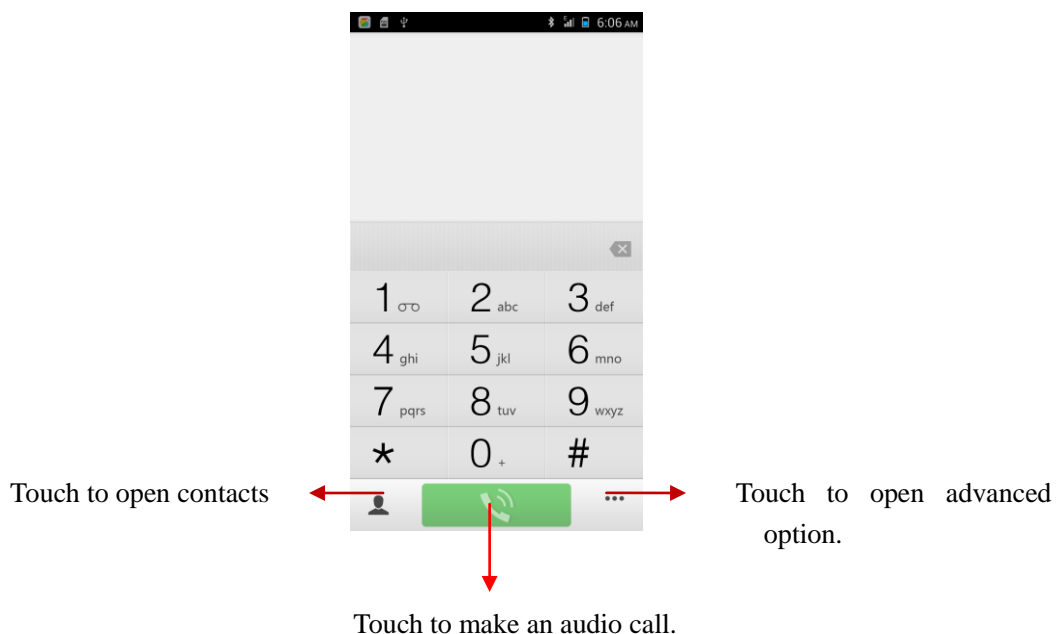 6:06 AM
1 2 abc 3 def
4 ghi 5 jkl 6 mno
7 pqrs 8 tuv 9 wxyz
* 0 + #
Touch to open contacts
Touch to open advanced
option.
Touch to make an audio call.